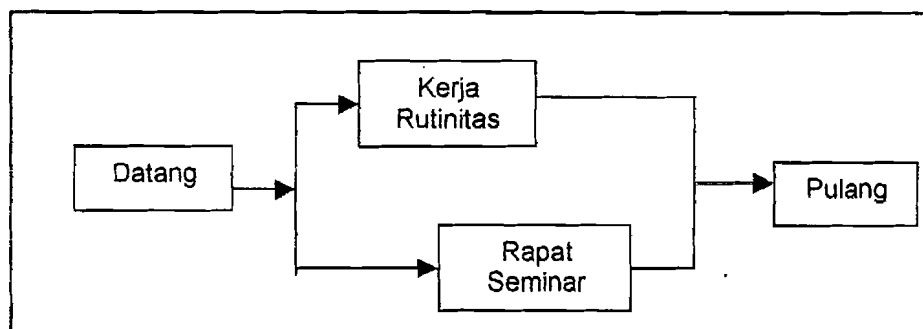 Kerja
Rutinitas
Datang
Pulang
Rapat
Seminar